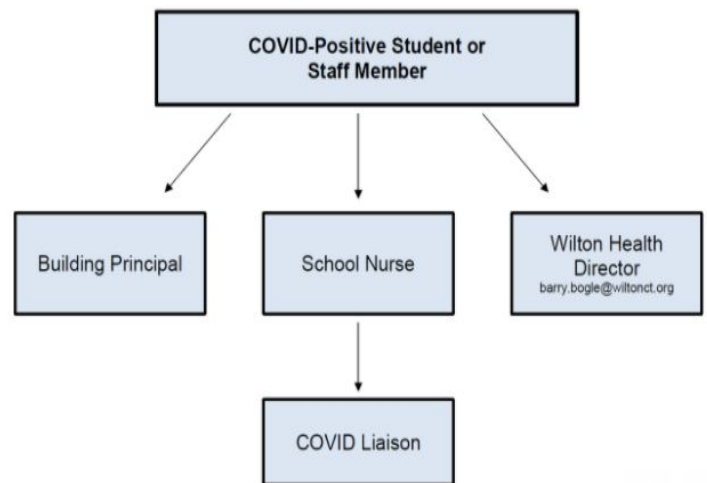 COVID-Positive Student or
Staff Member
Building Principal
School Nurse
Wilton Health
Director
barry.bogle@wiltonct.org
COVID Liaison